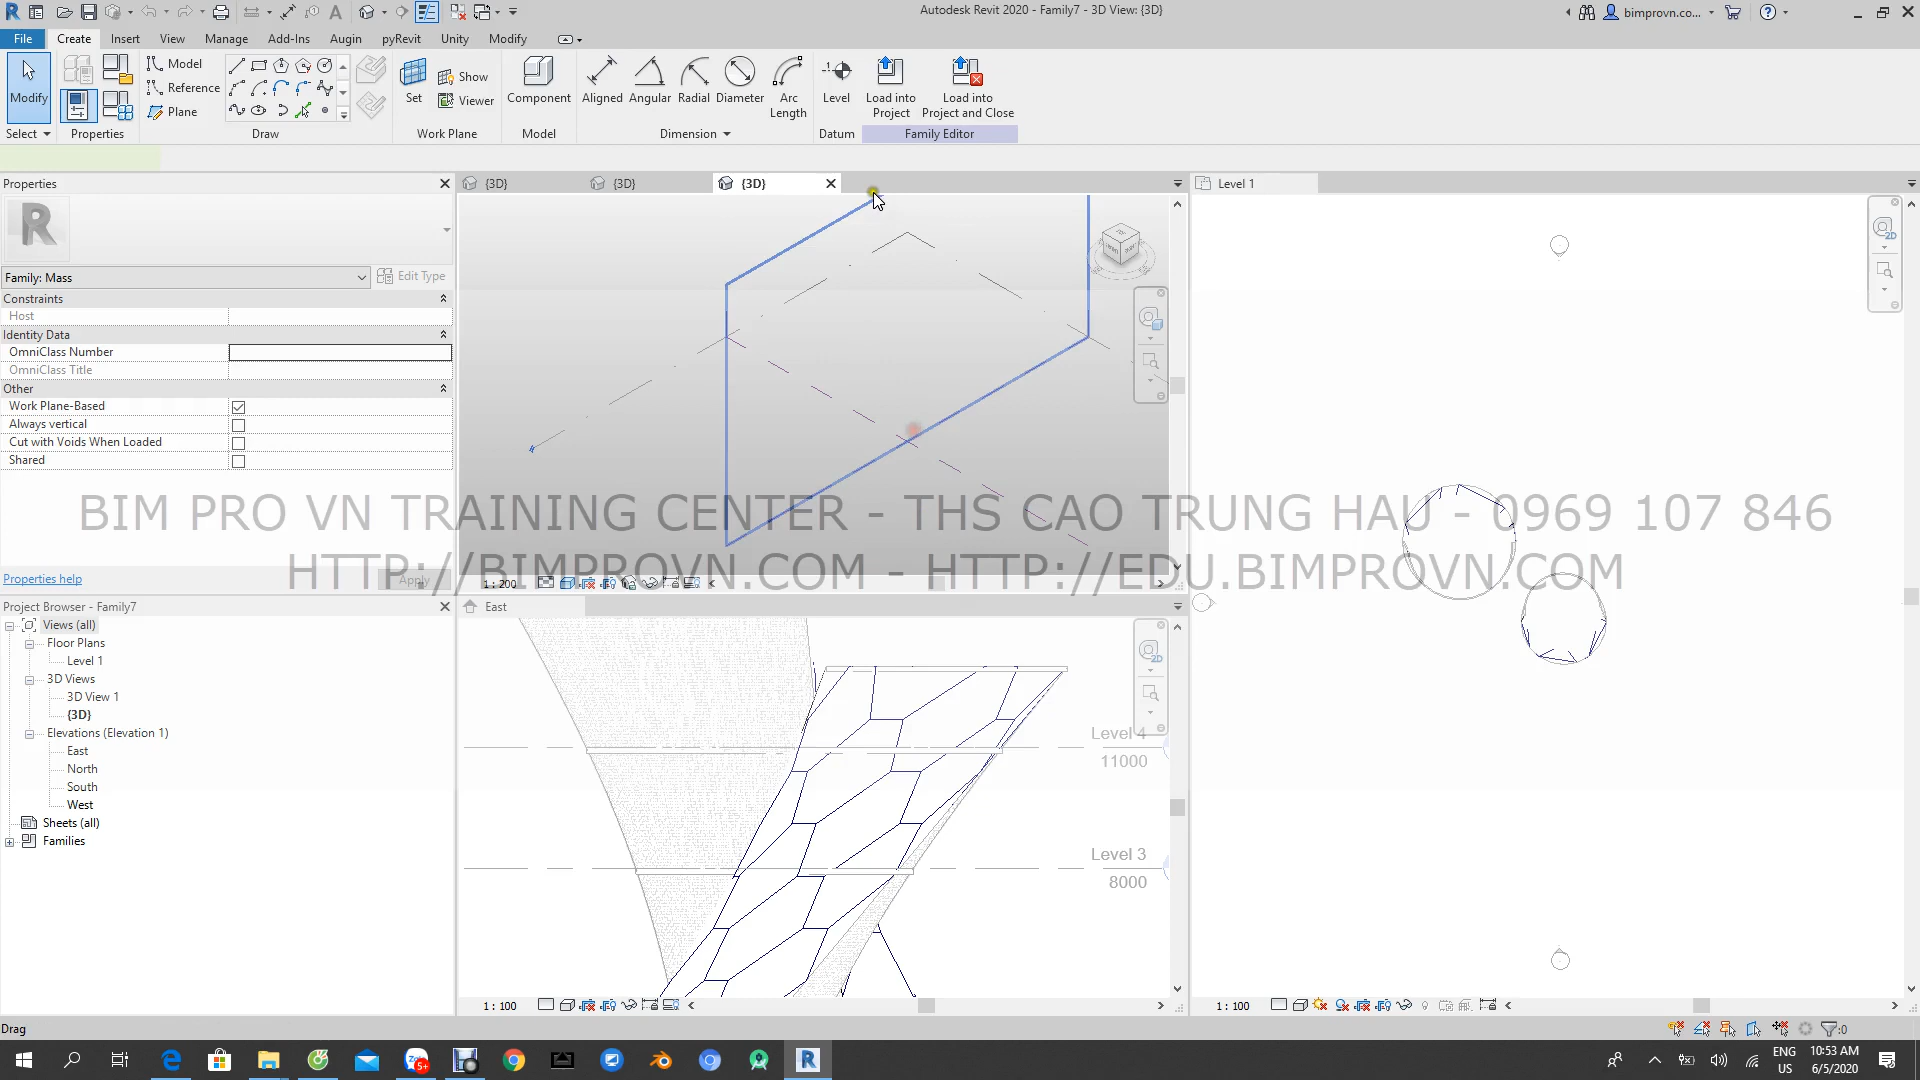 Autodesk Revit 2020 - Family7 - 3D View: {3D}
bimprovn.co...
File Create Insert View Manage Add-Ins Augin pyRevit Unity Modify
Modify
Select
Properties
Model
Reference
Plane
Draw
Set
Show
Viewer
Work Plane
Component
Model
Aligned Angular Radial Diameter Arc Length
Dimension
Level
Datum
Load into Project
Load into Project and Close
Family Editor
Properties
Family: Mass
Edit Type
Constraints
Host
Identity Data
OmniClass Number
OmniClass Title
Other
Work Plane-Based
Always vertical
Cut with Voids When Loaded
Shared
Properties help
Apply
{3D} {3D} {3D}
Level 1
BIM PRO VN TRAINING CENTER - THS CAO TRUNG HAU - 0969 107 846
HTTP://BIMPROVN.COM - HTTP://EDU.BIMPROVN.COM
1 : 200
Project Browser - Family7
Views (all)
Floor Plans
Level 1
3D Views
3D View 1
{3D}
Elevations (Elevation 1)
East
North
South
West
Sheets (all)
Families
East
2D
2D
Level 4
11000
Level 3
8000
1 : 100
1 : 100
Drag
:0
5+
ENG
US
10:53 AM
6/5/2020